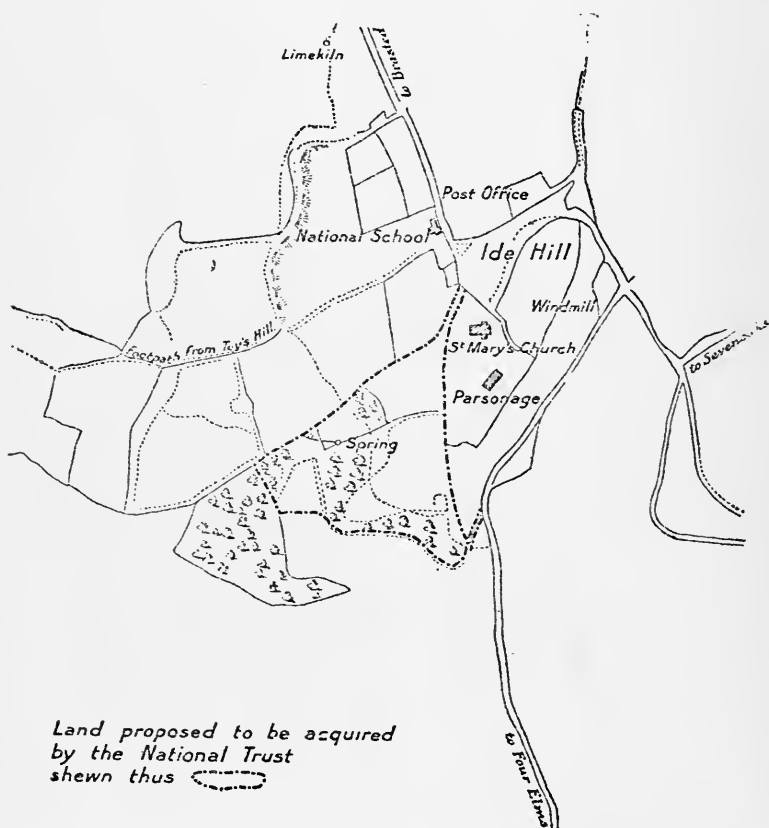 Limekiln
to Brasted
Post Office
National School
Ide Hill
Windmill
Footpath from Toy's Hill
St Mary's Church
to Sevenoaks
Parsonage
Spring
Land proposed to be acquired
by the National Trust
shewn thus
to Four Elms